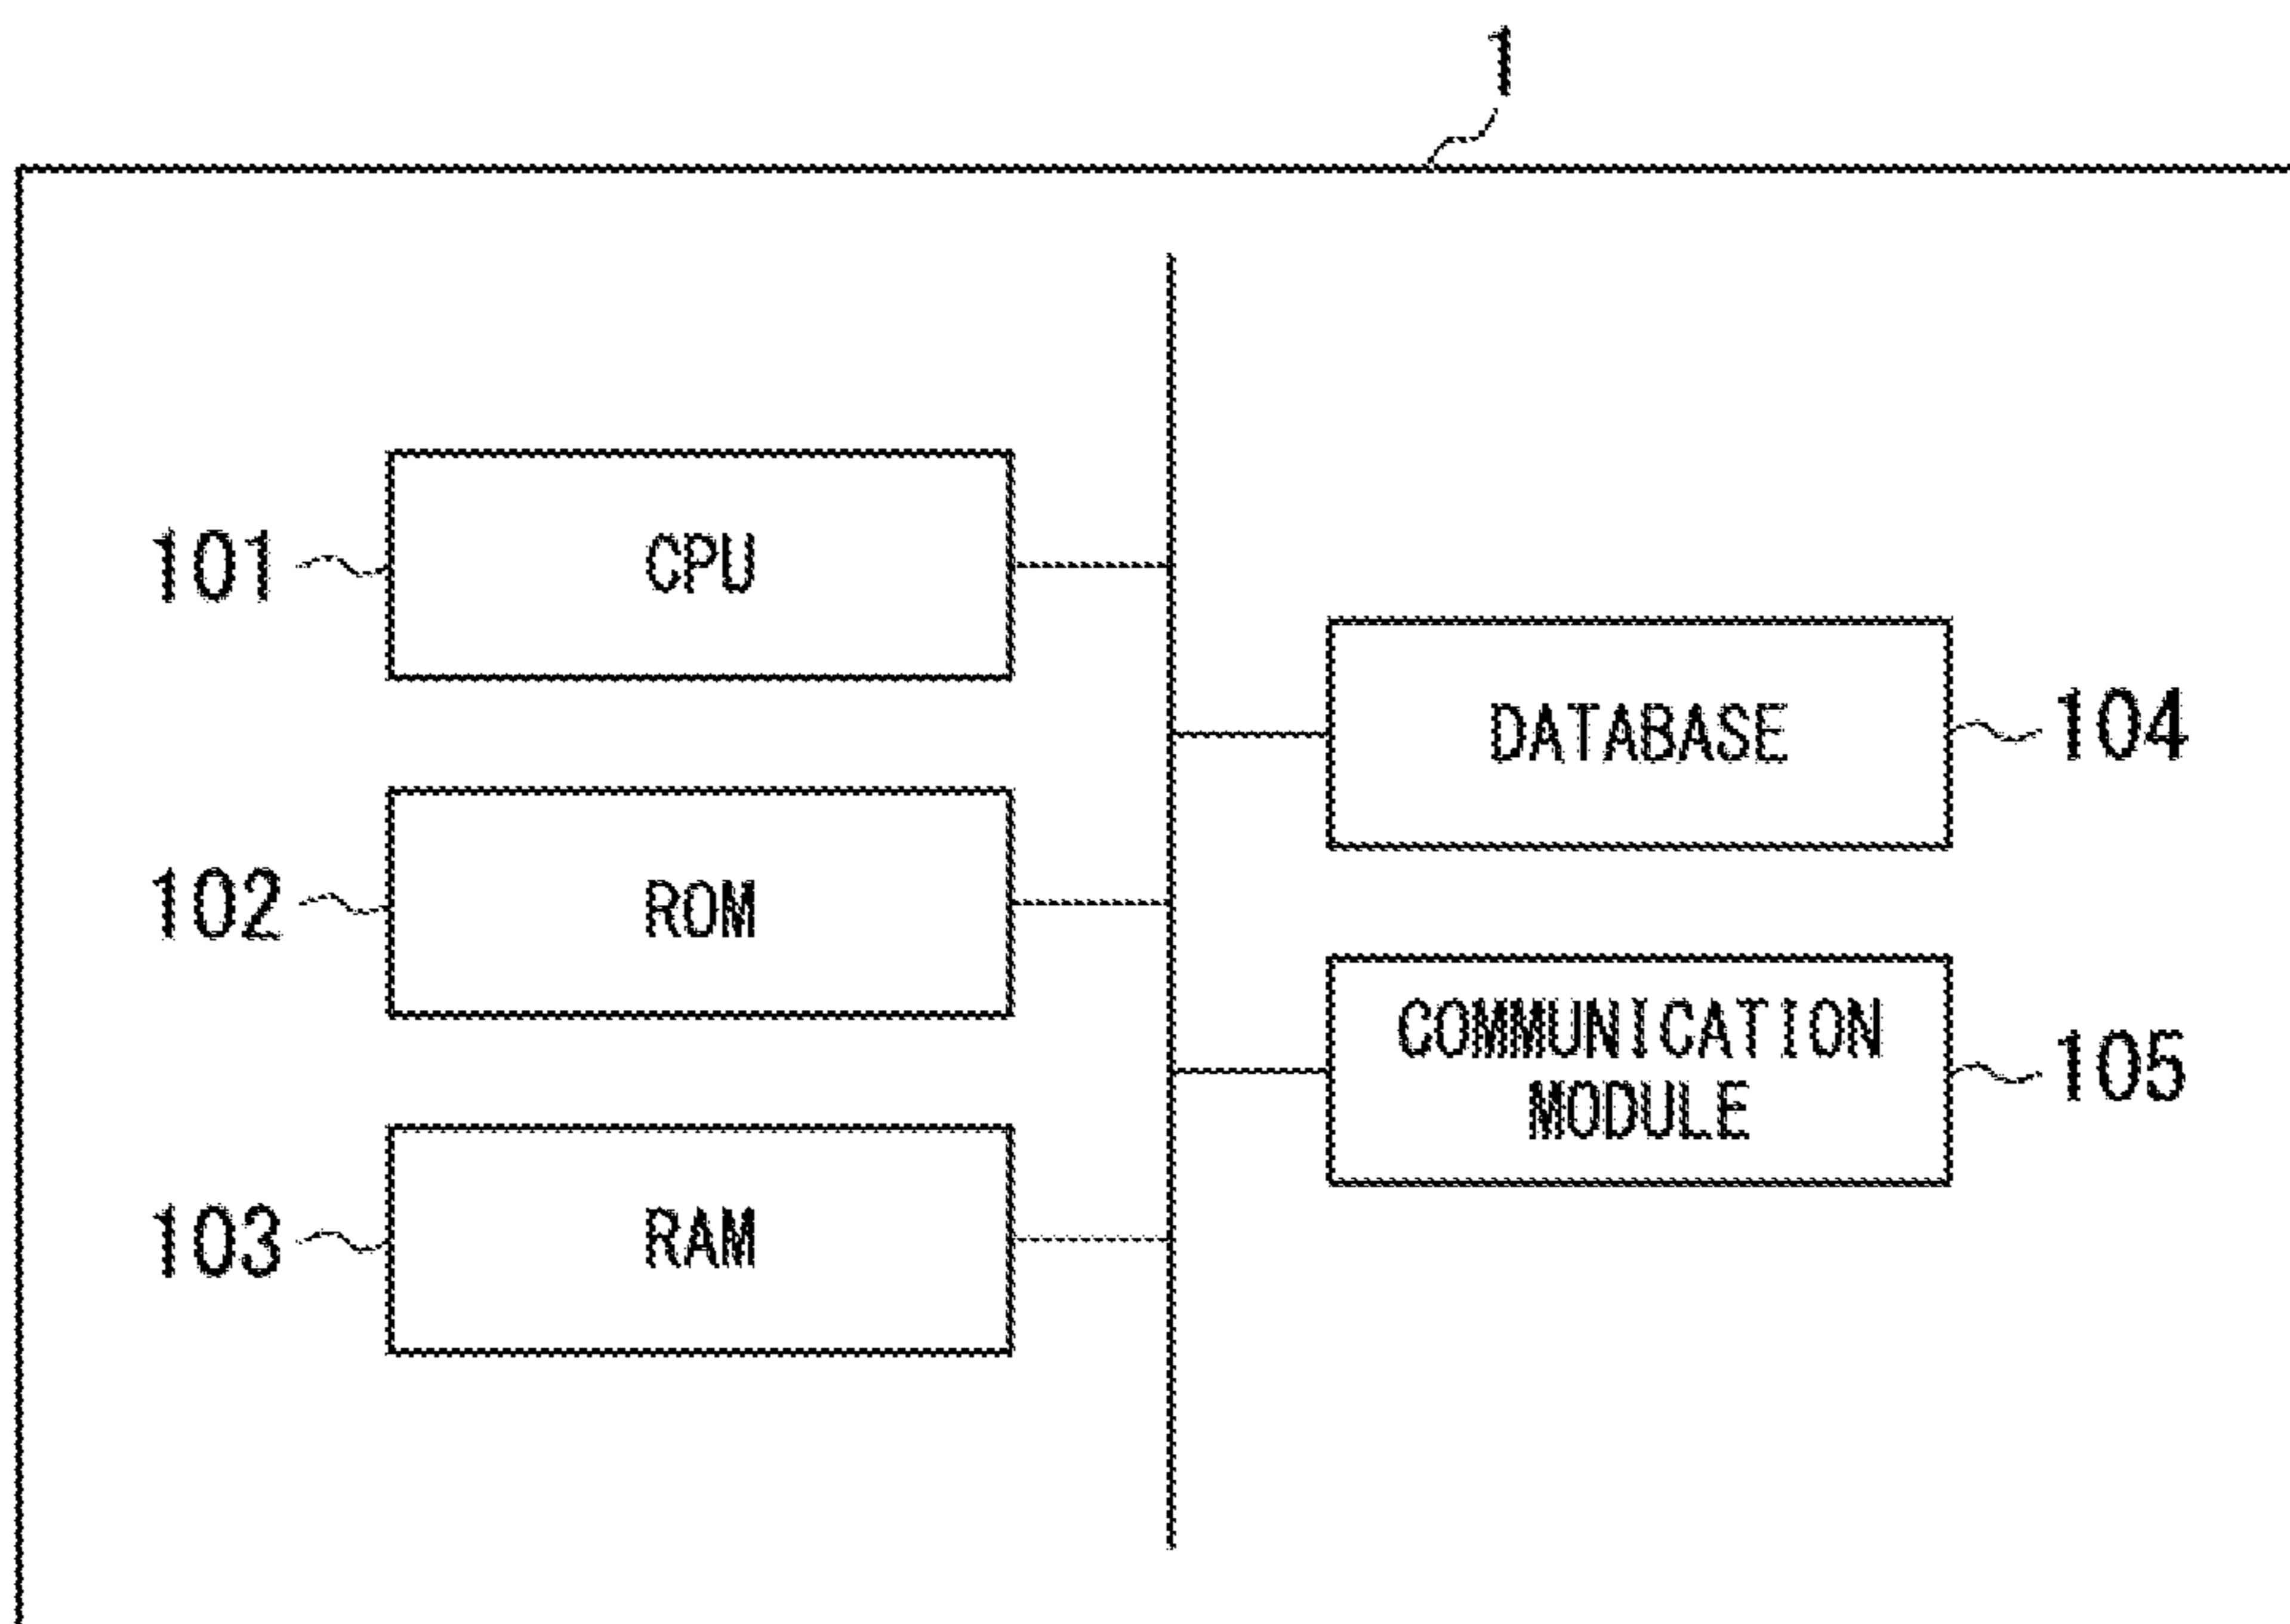 1
101
CPU
102
ROM
103
RAM
DATABASE
104
COMMUNICATION
MODULE
105